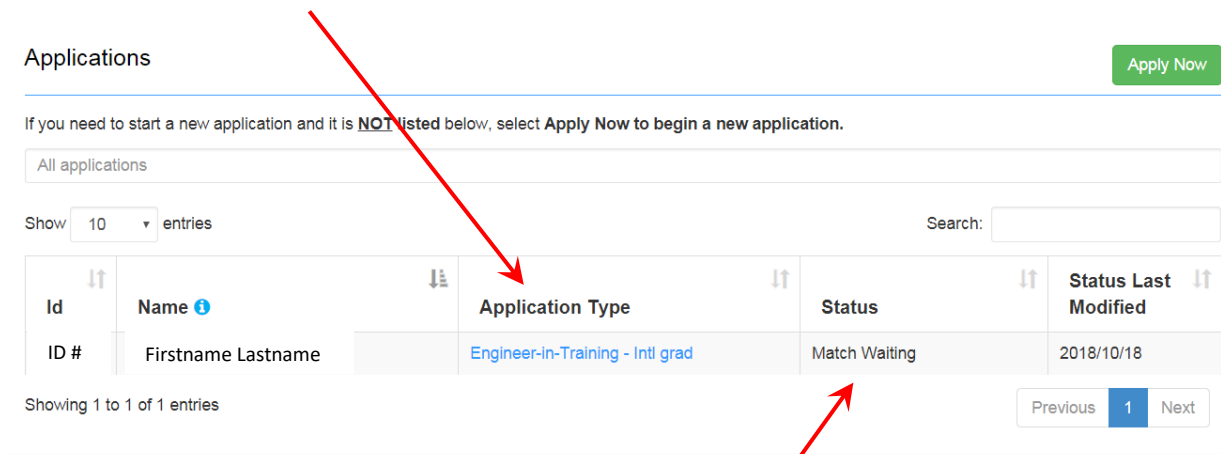 Applications
Apply Now
If you need to start a new application and it is NOT listed below, select Apply Now to begin a new application.
All applications
Show 10 entries
Search:
Id Name Application Type Status Status Last Modified
ID # Firstname Lastname Engineer-in-Training - Intl grad Match Waiting 2018/10/18
Showing 1 to 1 of 1 entries
Previous 1 Next